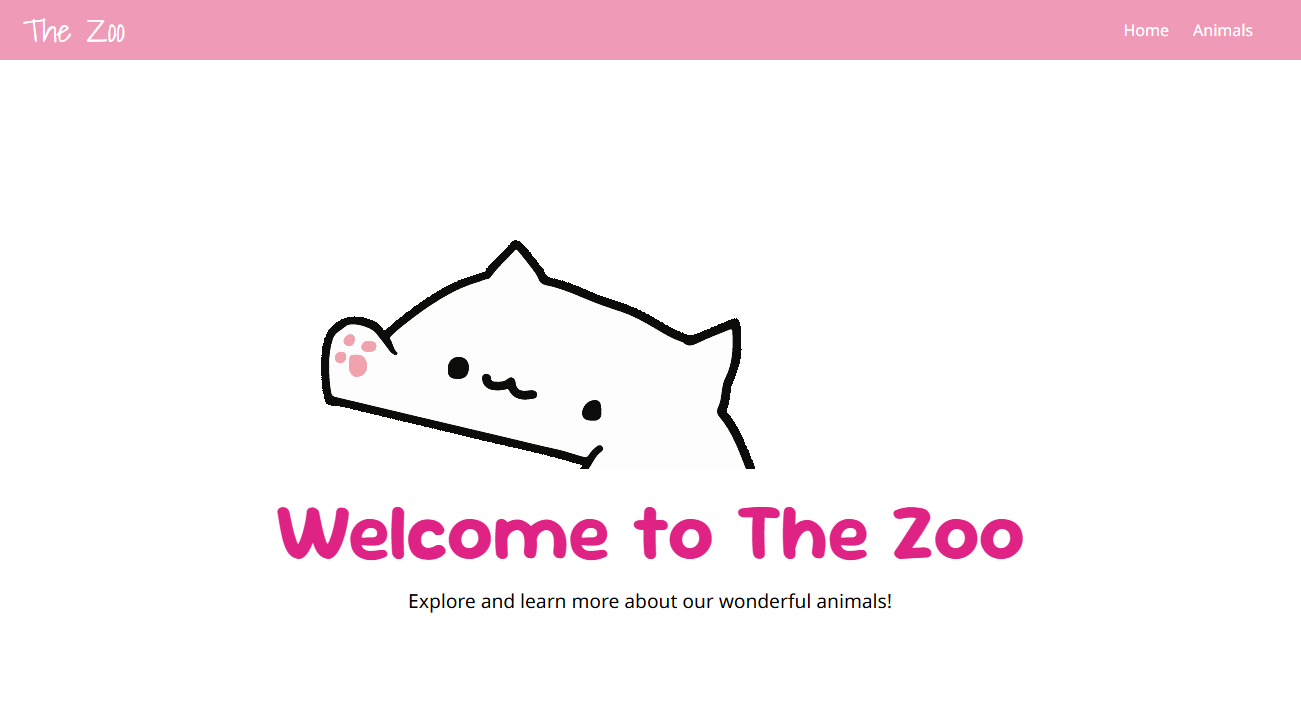 The Zoo
Home Animals
Welcome to The Zoo
Explore and learn more about our wonderful animals!